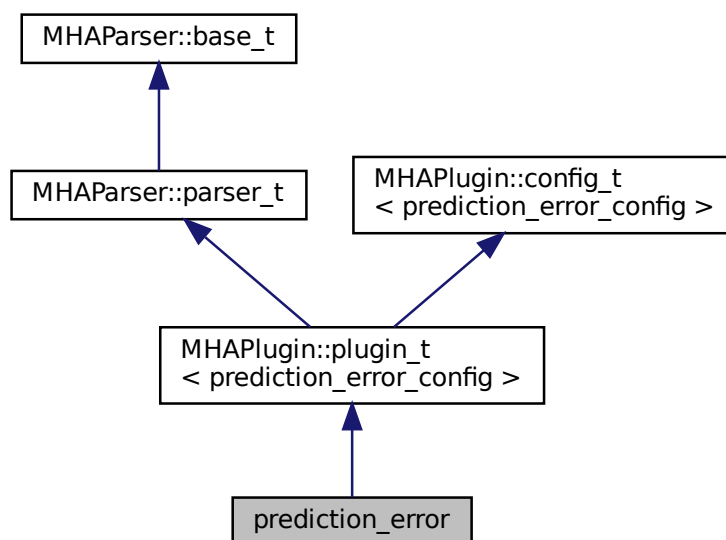 MHAParser::base_t
MHAParser::parser_t
MHAPlugin::config_t
< prediction_error_config >
MHAPlugin::plugin_t
< prediction_error_config >
prediction_error